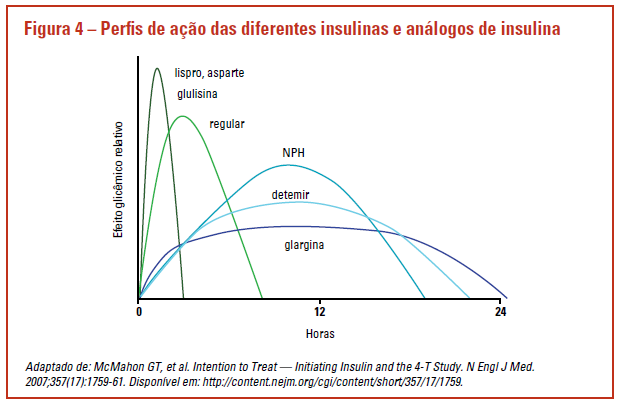 Figura 4 – Perfis de ação das diferentes insulinas e análogos de insulina
lispro, asparte
glulisina
regular
NPH
detemir
glargina
Efeito glicêmico relativo
0
12
24
Horas
Adaptado de: McMahon GT, et al. Intention to Treat — Initiating Insulin and the 4-T Study. N Engl J Med.
2007;357(17):1759-61. Disponível em: http://content.nejm.org/cgi/content/short/357/17/1759.